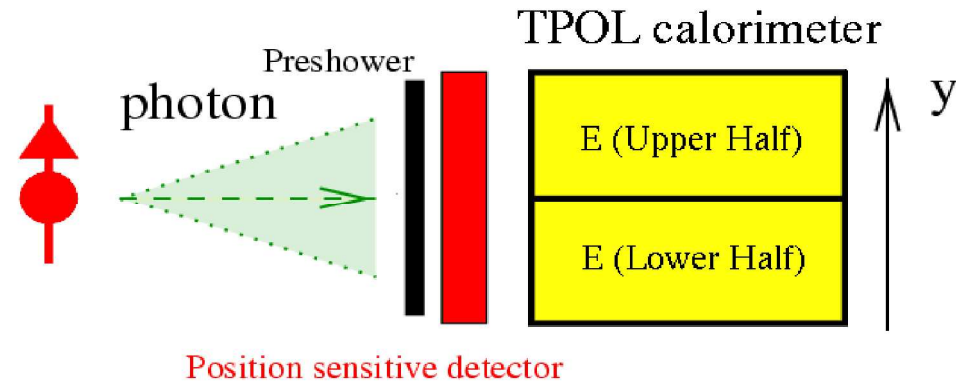 TPOL calorimeter
Preshower
photon
y
E (Upper Half)
E (Lower Half)
Position sensitive detector